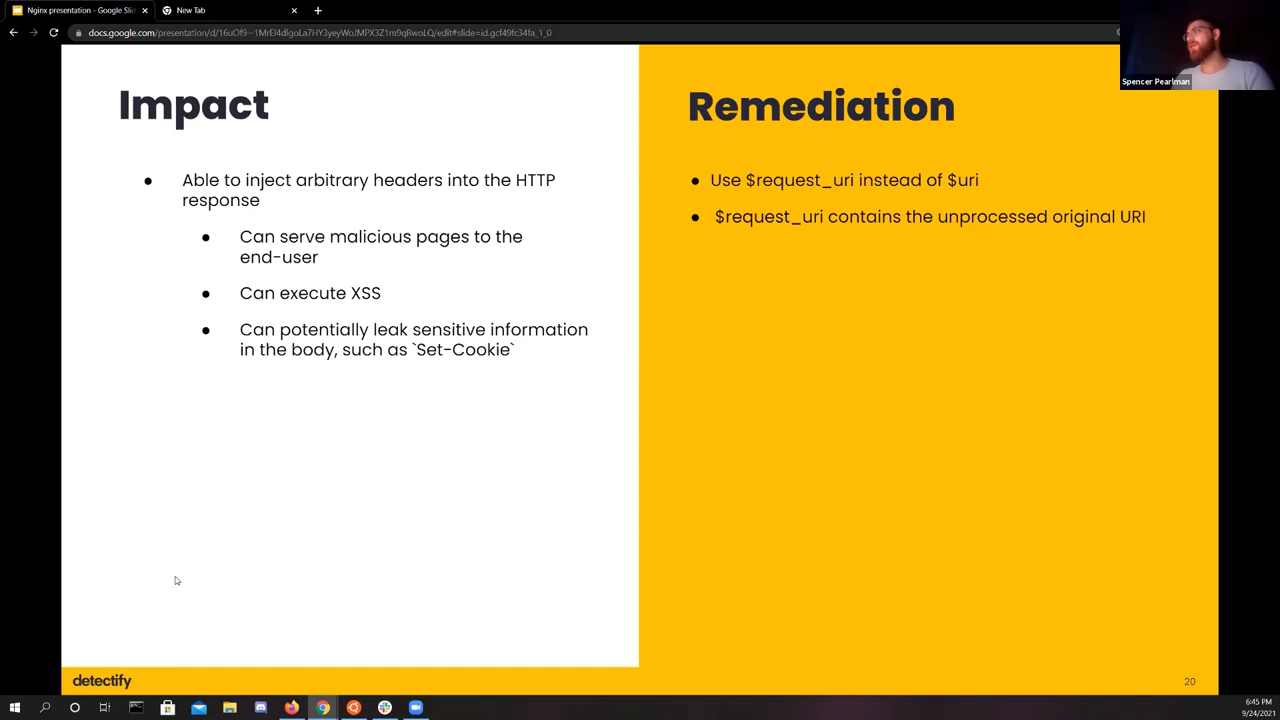 Nginx presentation - Google Slid
New Tab
docs.google.com/presentation/d/
/edit#slide=id.gcf49fc34fa_1_0
Spencer Pearlman
Impact
Able to inject arbitrary headers into the HTTP
response
Can serve malicious pages to the
end-user
Can execute XSS
Can potentially leak sensitive information
in the body, such as `Set-Cookie`
Remediation
Use $request_uri instead of $uri
$request_uri contains the unprocessed original URI
detectify
20
6:45 PM
9/24/2021